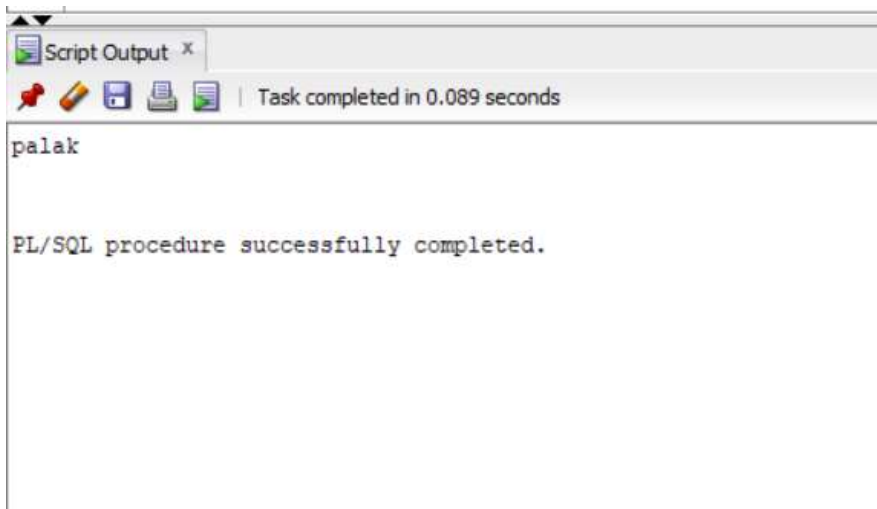 Script Output x
Task completed in 0.089 seconds
palak
PL/SQL procedure successfully completed.